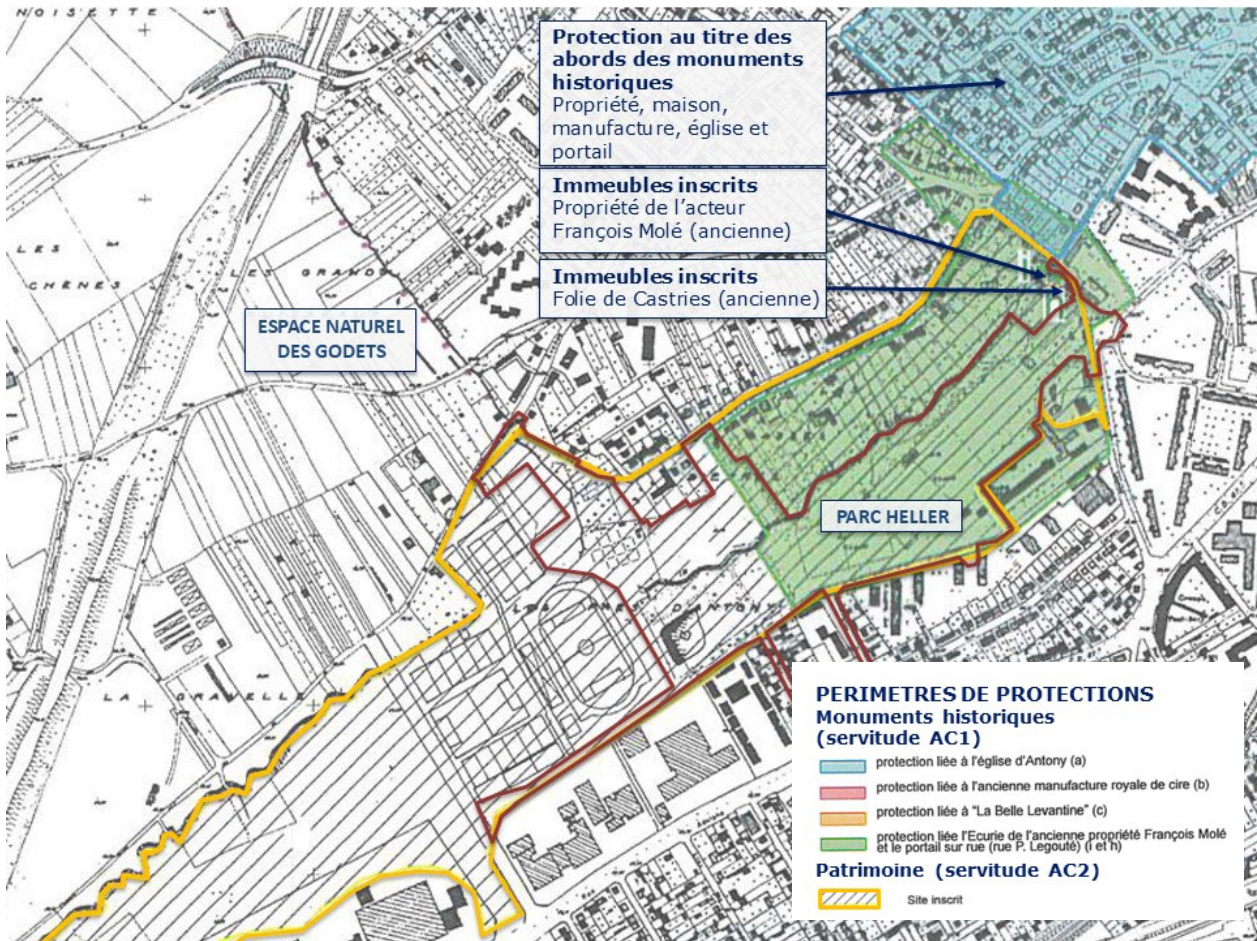 NOISETTE
Protection au titre des
abords des monuments
historiques
Propriété, maison,
manufacture, église et
portail
Immeubles inscrits
Propriété de l'acteur
François Molé (ancienne)
Immeubles inscrits
Folie de Castries (ancienne)
LES
CHÊNES
LES GRANDS
ESPACE NATUREL
DES GODETS
PARC HELLER
LA GRAVELLE
PERIMETRES DE PROTECTIONS
Monuments historiques
(servitude AC1)
protection liée à l'église d'Antony (a)
protection liée à l'ancienne manufacture royale de cire (b)
protection liée à "La Belle Levantine" (c)
protection liée l'Ecurie de l'ancienne propriété François Molé
et le portail sur rue (rue P. Legouté) (i et h)
Patrimoine (servitude AC2)
Site inscrit